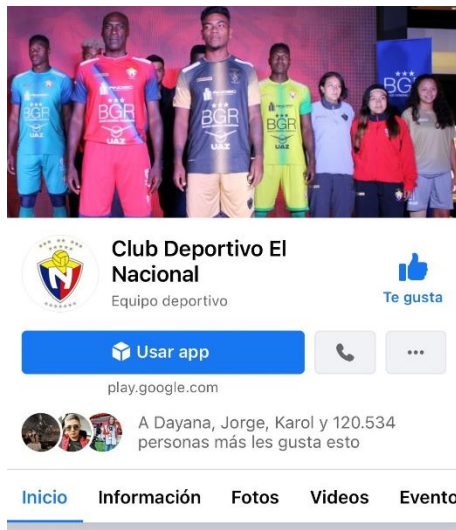 BGR
BGR
BGR
UAZ
BGR
UAZ
BGR
UAZ
N
Club Deportivo El
Nacional
Equipo deportivo
Te gusta
Usar app
play.google.com
A Dayana, Jorge, Karol y 120.534
personas más les gusta esto
Inicio Información Fotos Videos Evento